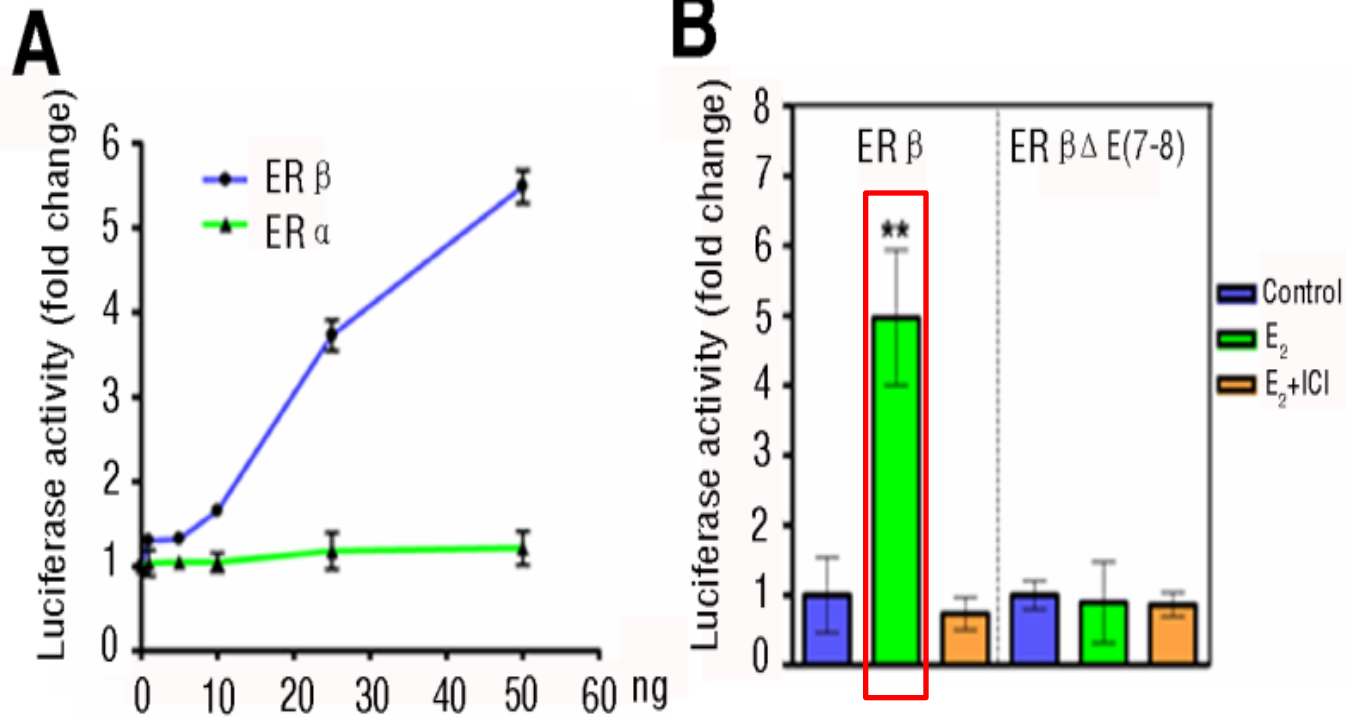 A
Luciferase activity (fold change)
6
5
4
3
2
1
0
ER β
ER α
0 10 20 30 40 50 60 ng
B
Luciferase activity (fold change)
8
7
6
5
4
3
2
1
0
ER β
ER βΔ E(7-8)
**
Control
E₂
E₂+ICI